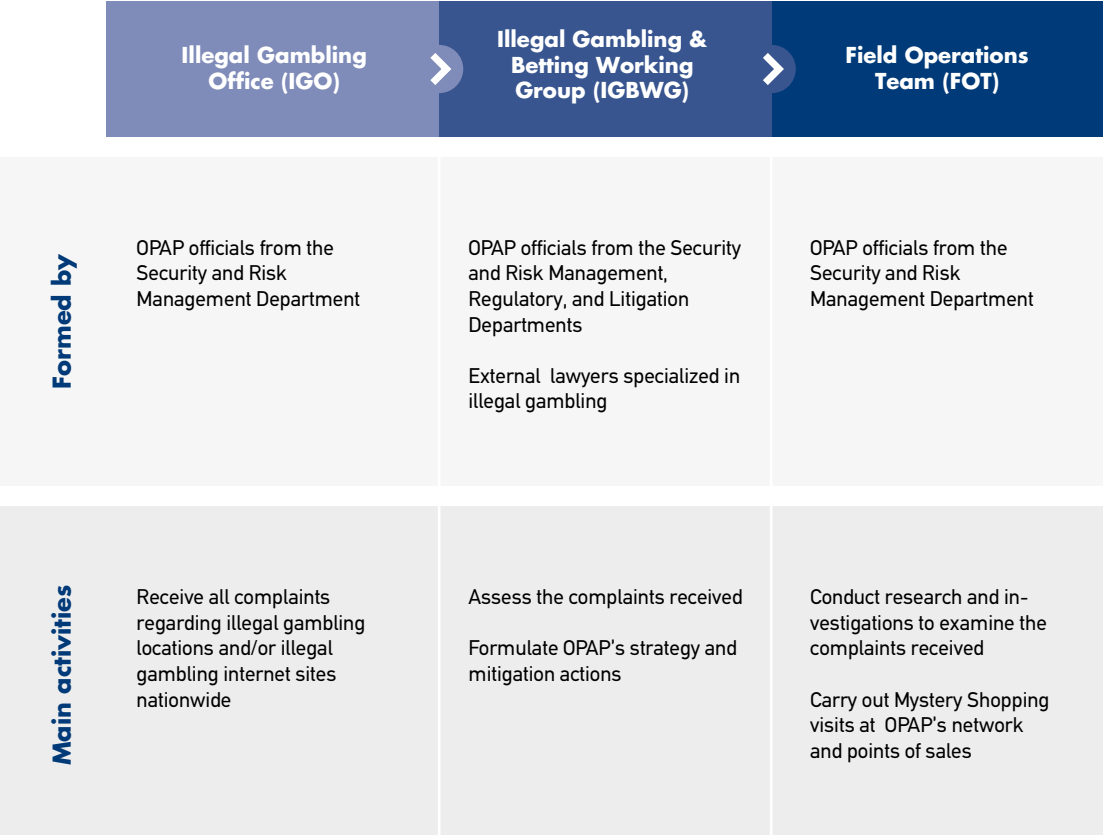 Illegal Gambling
Office (IGO)
Illegal Gambling &
Betting Working
Group (IGBWG)
Field Operations
Team (FOT)
Formed by
OPAP officials from the
Security and Risk
Management Department
OPAP officials from the Security
and Risk Management,
Regulatory, and Litigation
Departments
External lawyers specialized in
illegal gambling
OPAP officials from the
Security and Risk
Management Department
Main activities
Receive all complaints
regarding illegal gambling
locations and/or illegal
gambling internet sites
nationwide
Assess the complaints received
Formulate OPAP's strategy and
mitigation actions
Conduct research and in-
vestigations to examine the
complaints received
Carry out Mystery Shopping
visits at OPAP's network
and points of sales